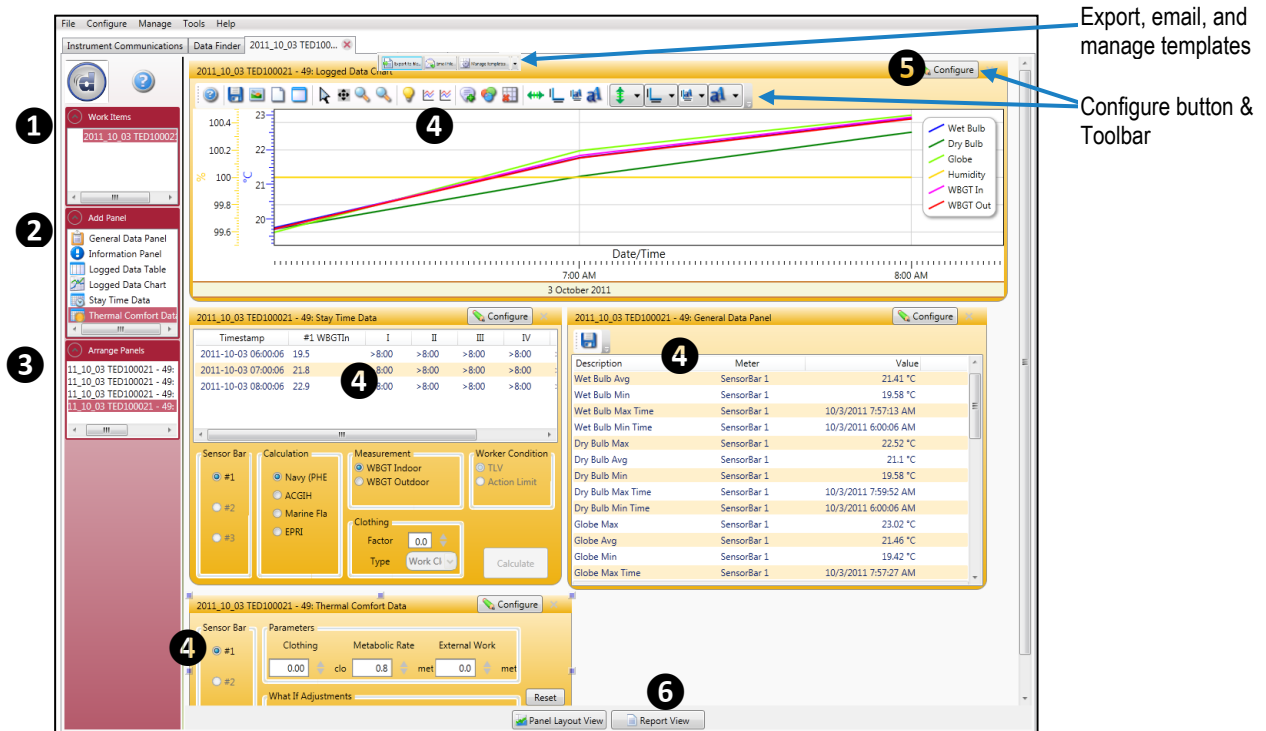 File Configure Manage Tools Help
Instrument Communications Data Finder 2011_10_03 TED100...
Export, email, and
manage templates
Configure button &
Toolbar
2011_10_03 TED100021 - 49: Logged Data Chart
Manage templates...
5
Configure
1
Work Items
2011_10_03 TED100021
2
Add Panel
General Data Panel
Information Panel
Logged Data Table
Logged Data Chart
Stay Time Data
Thermal Comfort Data
3
Arrange Panels
11_10_03 TED100021 - 49:
11_10_03 TED100021 - 49:
11_10_03 TED100021 - 49:
11_10_03 TED100021 - 49:
al al
4
%
100.4
100.2
100
99.8
99.6
°C
23
22
21
20
Wet Bulb
Dry Bulb
Globe
Humidity
WBGT In
WBGT Out
Date/Time
7:00 AM 8:00 AM
3 October 2011
2011_10_03 TED100021 - 49: Stay Time Data
Configure
Timestamp #1 WBGTIn I II III IV
2011-10-03 06:00:06 19.5 >8:00 >8:00 >8:00 >8:00
2011-10-03 07:00:06 21.8 >8:00 >8:00 >8:00 >8:00
2011-10-03 08:00:06 22.9 >8:00 >8:00 >8:00
4
Sensor Bar
#1
#2
#3
Calculation
Navy (PHE
ACGIH
Marine Fla
EPRI
Measurement
WBGT Indoor
WBGT Outdoor
Worker Condition
TLV
Action Limit
Clothing
Factor 0.0
Type Work Cl
Calculate
2011_10_03 TED100021 - 49: General Data Panel
Configure
4
Description Meter Value
Wet Bulb Avg SensorBar 1 21.41 °C
Wet Bulb Min SensorBar 1 19.58 °C
Wet Bulb Max Time SensorBar 1 10/3/2011 7:57:13 AM
Wet Bulb Min Time SensorBar 1 10/3/2011 6:00:06 AM
Dry Bulb Max SensorBar 1 22.52 °C
Dry Bulb Avg SensorBar 1 21.1 °C
Dry Bulb Min SensorBar 1 19.58 °C
Dry Bulb Max Time SensorBar 1 10/3/2011 7:59:52 AM
Dry Bulb Min Time SensorBar 1 10/3/2011 6:00:06 AM
Globe Max SensorBar 1 23.02 °C
Globe Avg SensorBar 1 21.46 °C
Globe Min SensorBar 1 19.42 °C
Globe Max Time SensorBar 1 10/3/2011 7:57:27 AM
2011_10_03 TED100021 - 49: Thermal Comfort Data
Configure
4
Sensor Bar
#1
#2
Parameters
Clothing Metabolic Rate External Work
0.00 clo 0.8 met 0.0 met
What If Adjustments
Reset
6
Panel Layout View Report View